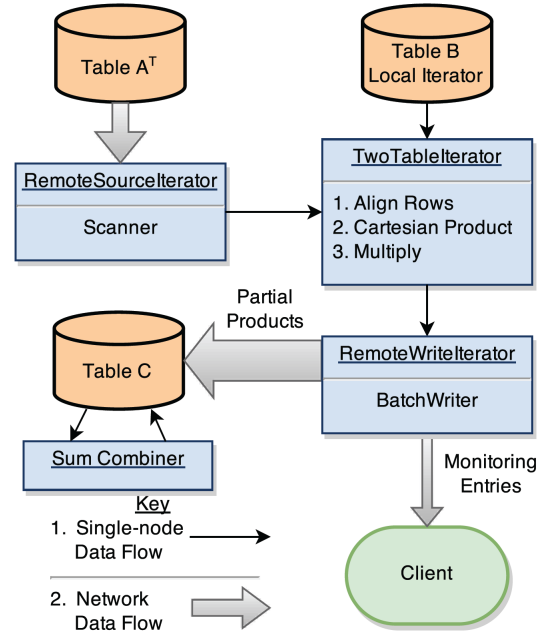 Table Aᵀ
Table B
Local Iterator
RemoteSourceIterator
Scanner
TwoTableIterator
1. Align Rows
2. Cartesian Product
3. Multiply
Partial
Products
Table C
RemoteWriteIterator
BatchWriter
Sum Combiner
Monitoring
Entries
Key
1. Single-node
Data Flow
2. Network
Data Flow
Client